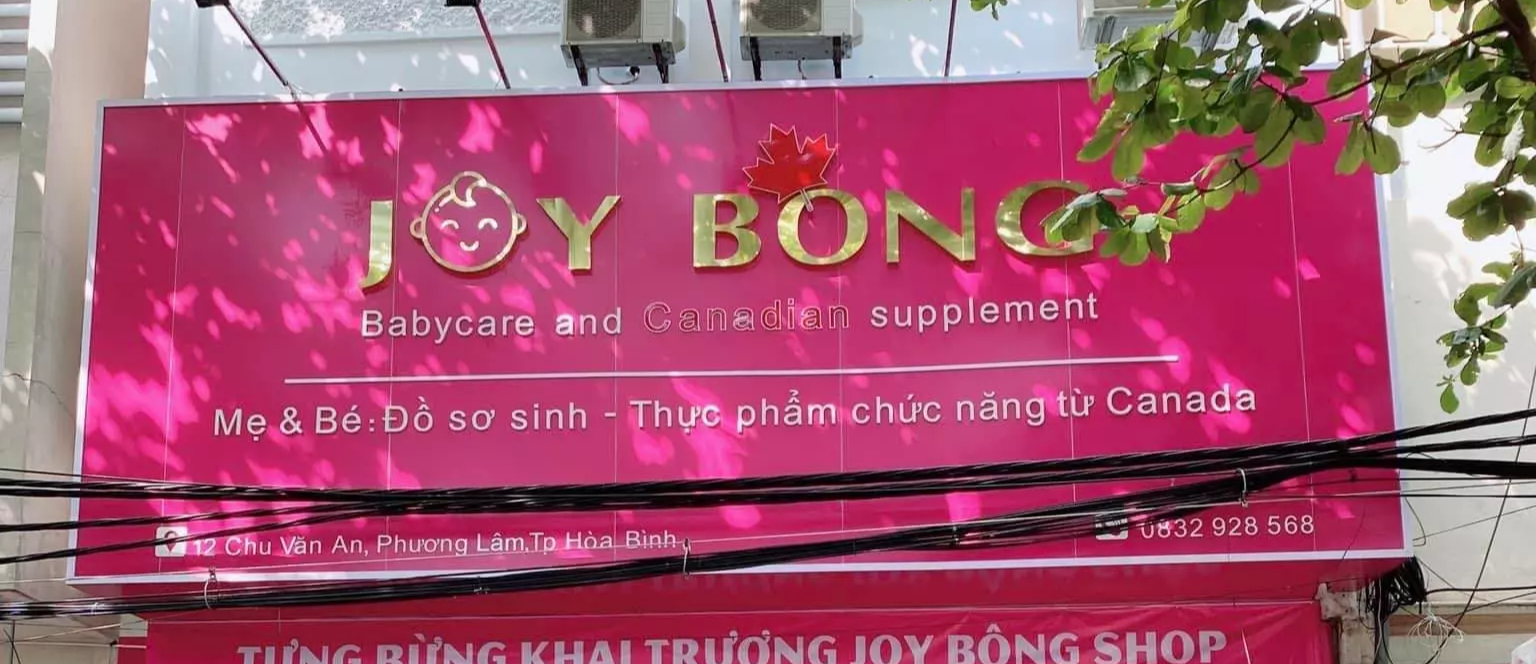 JOY BONG
Babycare and Canadian supplement
Mẹ & Bé:Đồ sơ sinh - Thực phẩm chức năng từ Canada
12 Chu Văn An, Phương Lâm,Tp Hòa Bình
0832 928 568
TƯNG BỪNG KHAI TRƯƠNG JOY BÔNG SHOP